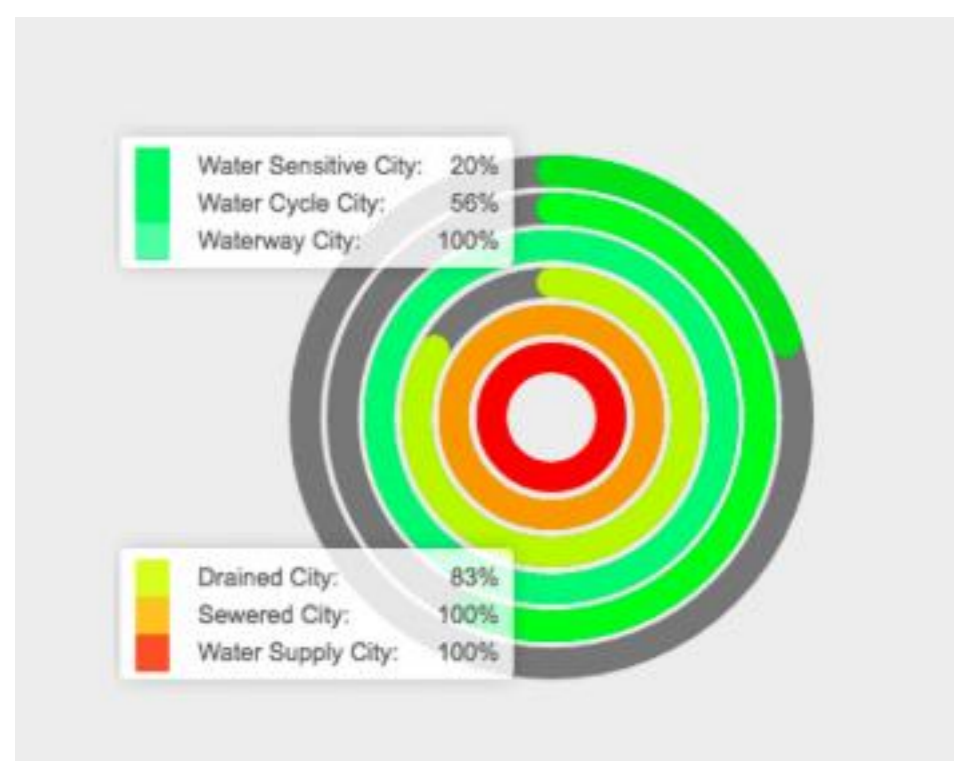 Water Sensitive City: 20%
Water Cycle City: 56%
Waterway City: 100%
Drained City: 83%
Sewered City: 100%
Water Supply City: 100%